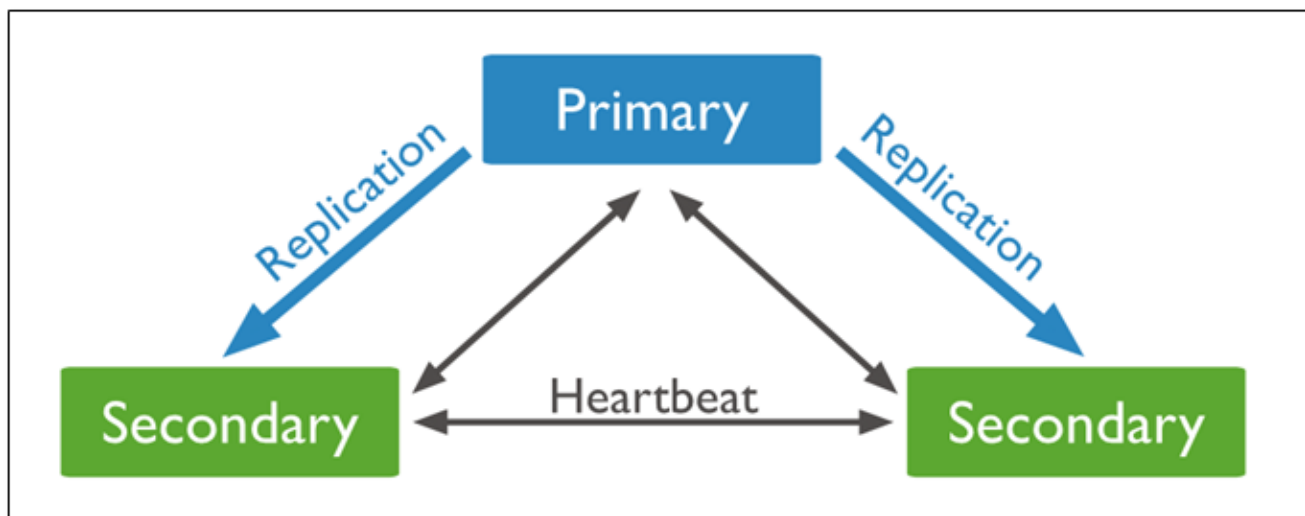 Primary
Replication
Replication
Heartbeat
Secondary
Secondary